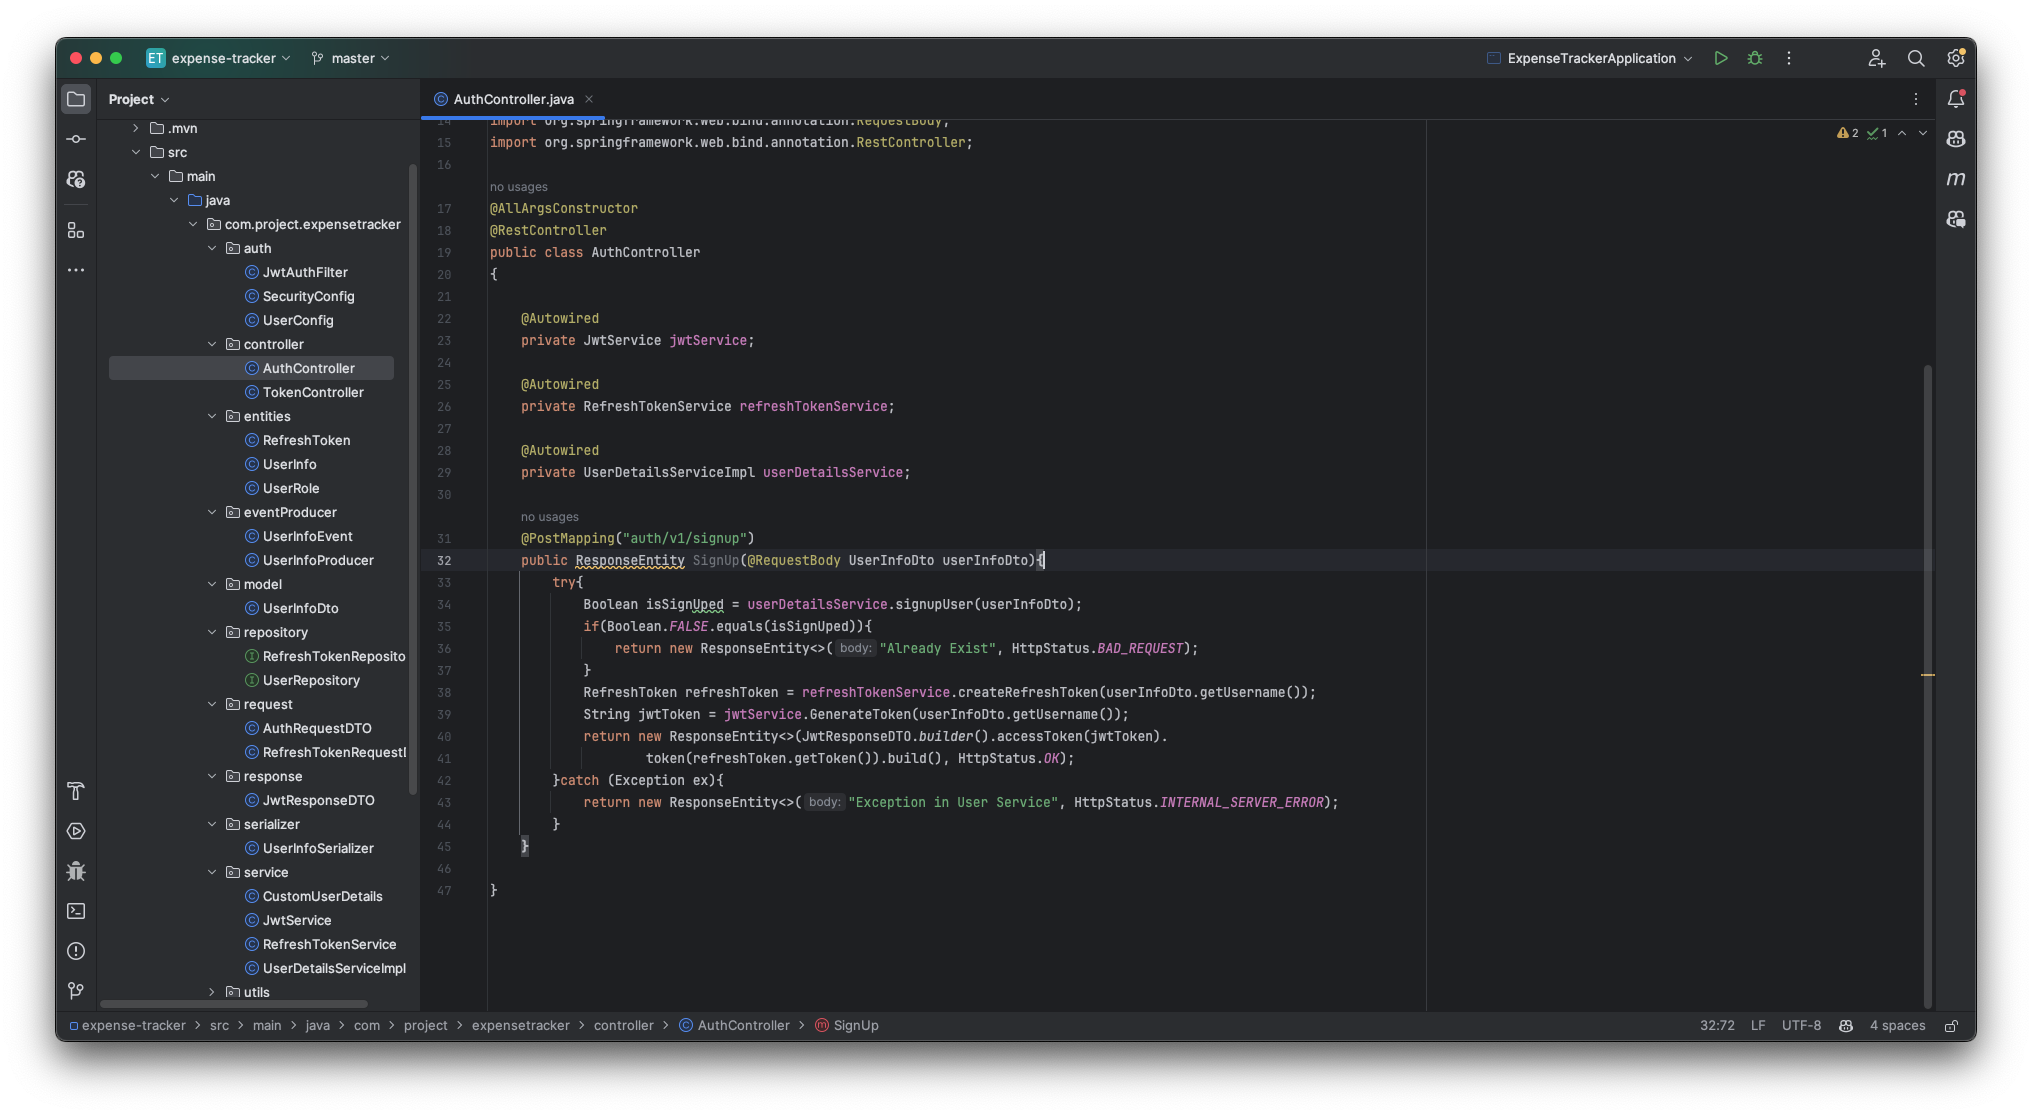 ET expense-tracker master ExpenseTrackerApplication
Project
AuthController.java
.mvn
src
main
java
com.project.expensetracker
auth
JwtAuthFilter
SecurityConfig
UserConfig
controller
AuthController
TokenController
entities
RefreshToken
UserInfo
UserRole
eventProducer
UserInfoEvent
UserInfoProducer
model
UserInfoDto
repository
RefreshTokenReposito
UserRepository
request
AuthRequestDTO
RefreshTokenRequestI
response
JwtResponseDTO
serializer
UserInfoSerializer
service
CustomUserDetails
JwtService
RefreshTokenService
UserDetailsServiceImpl
utils
14 import org.springframework.web.bind.annotation.RequestBody;
15 import org.springframework.web.bind.annotation.RestController;
16
no usages
17 @AllArgsConstructor
18 @RestController
19 public class AuthController
20 {
21
22 @Autowired
23 private JwtService jwtService;
24
25 @Autowired
26 private RefreshTokenService refreshTokenService;
27
28 @Autowired
29 private UserDetailsServiceImpl userDetailsService;
30
no usages
31 @PostMapping("auth/v1/signup")
32 public ResponseEntity SignUp(@RequestBody UserInfoDto userInfoDto){
33 try{
34 Boolean isSignUped = userDetailsService.signupUser(userInfoDto);
35 if(Boolean.FALSE.equals(isSignUped)){
36 return new ResponseEntity<>( body: "Already Exist", HttpStatus.BAD_REQUEST);
37 }
38 RefreshToken refreshToken = refreshTokenService.createRefreshToken(userInfoDto.getUsername());
39 String jwtToken = jwtService.GenerateToken(userInfoDto.getUsername());
40 return new ResponseEntity<>(JwtResponseDTO.builder().accessToken(jwtToken).
41 token(refreshToken.getToken()).build(), HttpStatus.OK);
42 }catch (Exception ex){
43 return new ResponseEntity<>( body: "Exception in User Service", HttpStatus.INTERNAL_SERVER_ERROR);
44 }
45 }
46
47 }
2 1
m
expense-tracker > src > main > java > com > project > expensetracker > controller > AuthController > SignUp
32:72 LF UTF-8 4 spaces